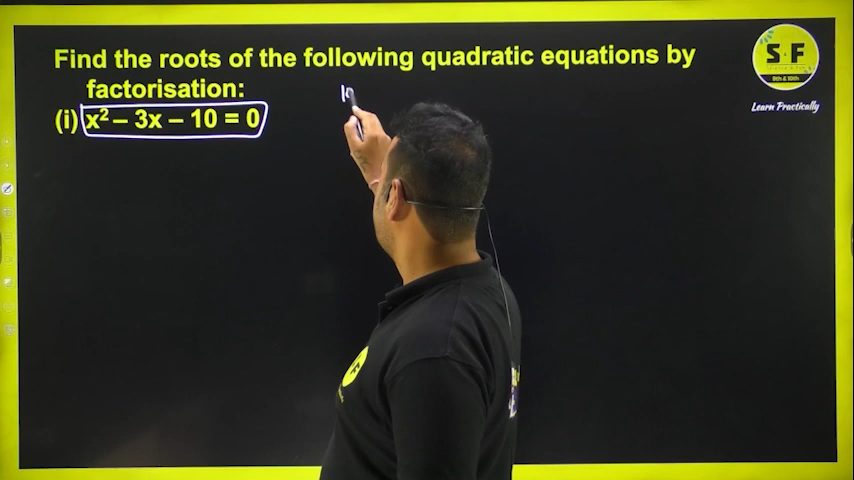 Find the roots of the following quadratic equations by
factorisation:
(i) x² – 3x – 10 = 0
S F
9th & 10th
Learn Practically